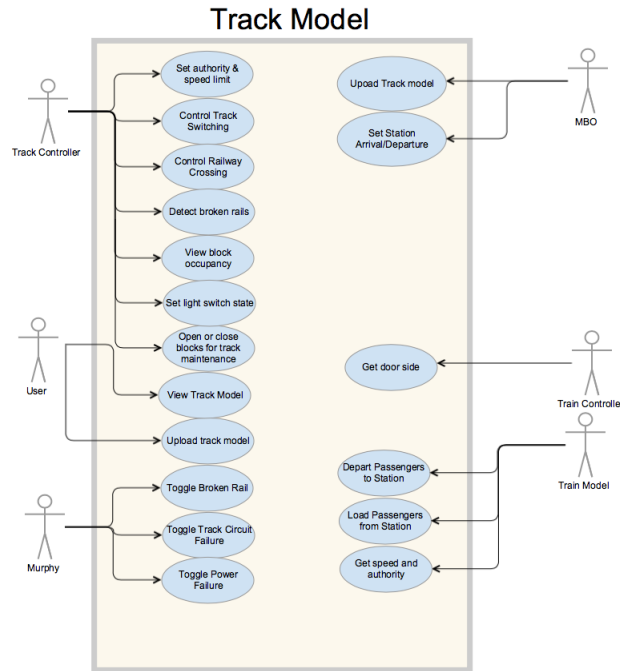 Track Model
Set authority &
speed limit
Control Track
Switching
Control Railway
Crossing
Detect broken rails
View block
occupancy
Set light switch state
Open or close
blocks for track
maintenance
View Track Model
Upload track model
Toggle Broken Rail
Toggle Track Circuit
Failure
Toggle Power
Failure
Track Controller
User
Murphy
Upoad Track model
Set Station
Arrival/Departure
Get door side
Depart Passengers
to Station
Load Passengers
from Station
Get speed and
authority
MBO
Train Controlle
Train Model